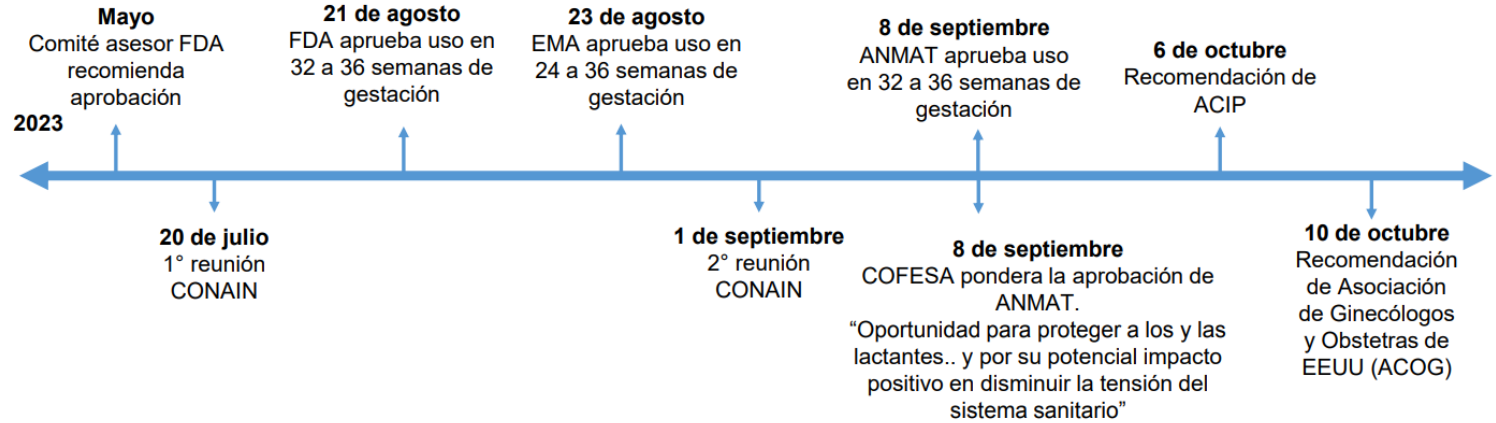 2023
Mayo
Comité asesor FDA
recomienda
aprobación
21 de agosto
FDA aprueba uso en
32 a 36 semanas de
gestación
23 de agosto
EMA aprueba uso en
24 a 36 semanas de
gestación
8 de septiembre
ANMAT aprueba uso
en 32 a 36 semanas de
gestación
6 de octubre
Recomendación de
ACIP
20 de julio
1° reunión
CONAIN
1 de septiembre
2° reunión
CONAIN
8 de septiembre
COFESA pondera la aprobación de
ANMAT.
“Oportunidad para proteger a los y las
lactantes.. y por su potencial impacto
positivo en disminuir la tensión del
sistema sanitario”
10 de octubre
Recomendación
de Asociación
de Ginecólogos
y Obstetras de
EEUU (ACOG)